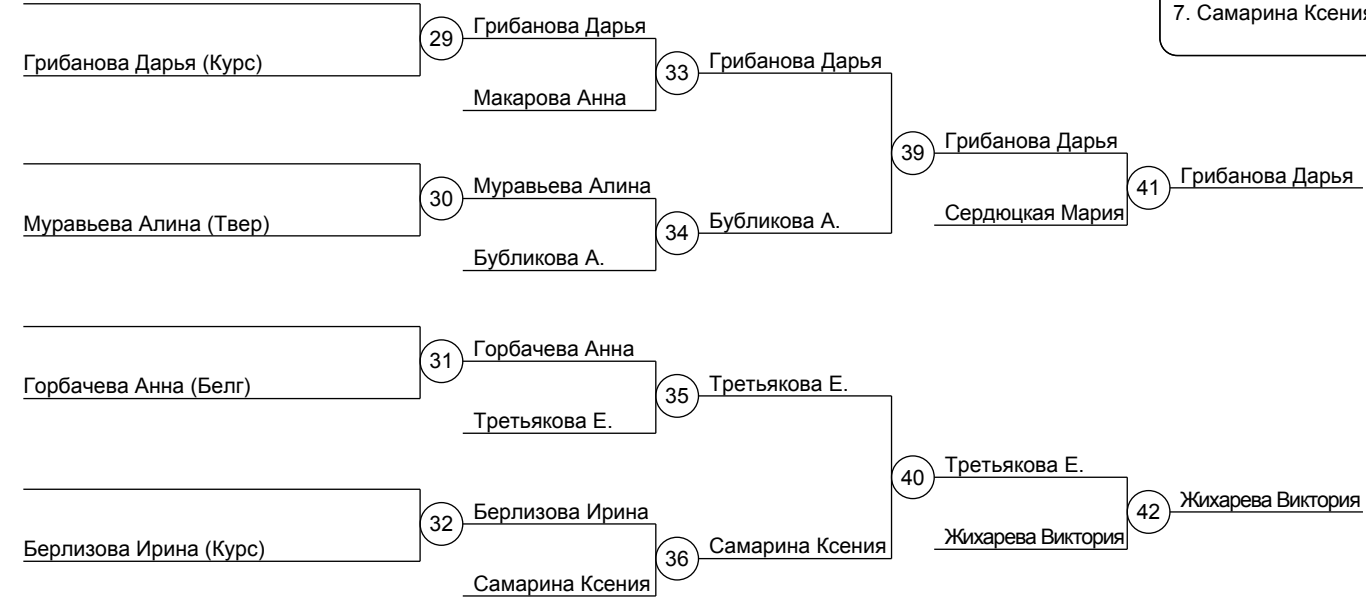 7. Самарина Ксения
29
Грибанова Дарья
Грибанова Дарья (Курс)
33
Грибанова Дарья
Макарова Анна
39
Грибанова Дарья
30
Муравьева Алина
41
Грибанова Дарья
Муравьева Алина (Твер)
34
Бубликова А.
Сердюцкая Мария
Бубликова А.
31
Горбачева Анна
Горбачева Анна (Белг)
35
Третьякова Е.
Третьякова Е.
40
Третьякова Е.
32
Берлизова Ирина
42
Жихарева Виктория
Берлизова Ирина (Курс)
36
Самарина Ксения
Жихарева Виктория
Самарина Ксения